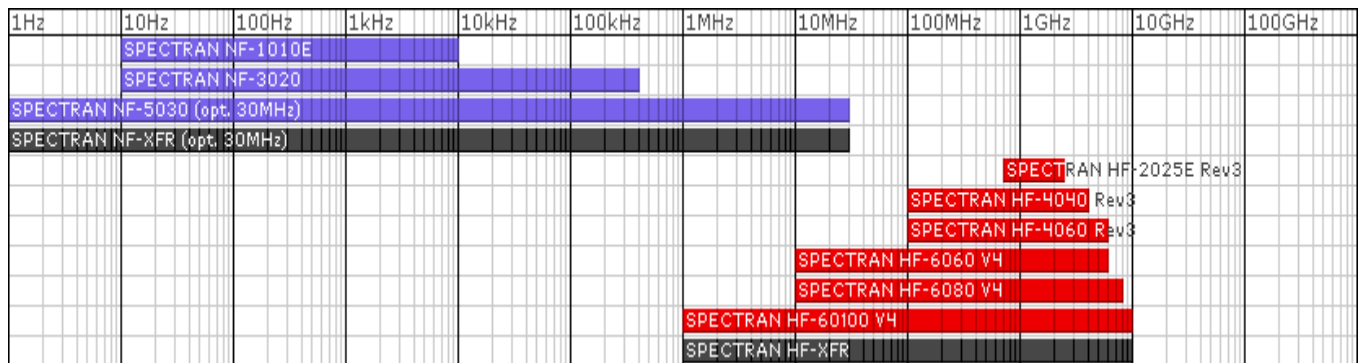 1Hz 10Hz 100Hz 1kHz 10kHz 100kHz 1MHz 10MHz 100MHz 1GHz 10GHz 100GHz
SPECTRAN NF-1010E
SPECTRAN NF-3020
SPECTRAN NF-5030 (opt. 30MHz)
SPECTRAN NF-XFR (opt. 30MHz)
SPECTRAN HF-2025E Rev3
SPECTRAN HF-4040 Rev3
SPECTRAN HF-4060 Rev3
SPECTRAN HF-6060 V4
SPECTRAN HF-6080 V4
SPECTRAN HF-60100 V4
SPECTRAN HF-XFR